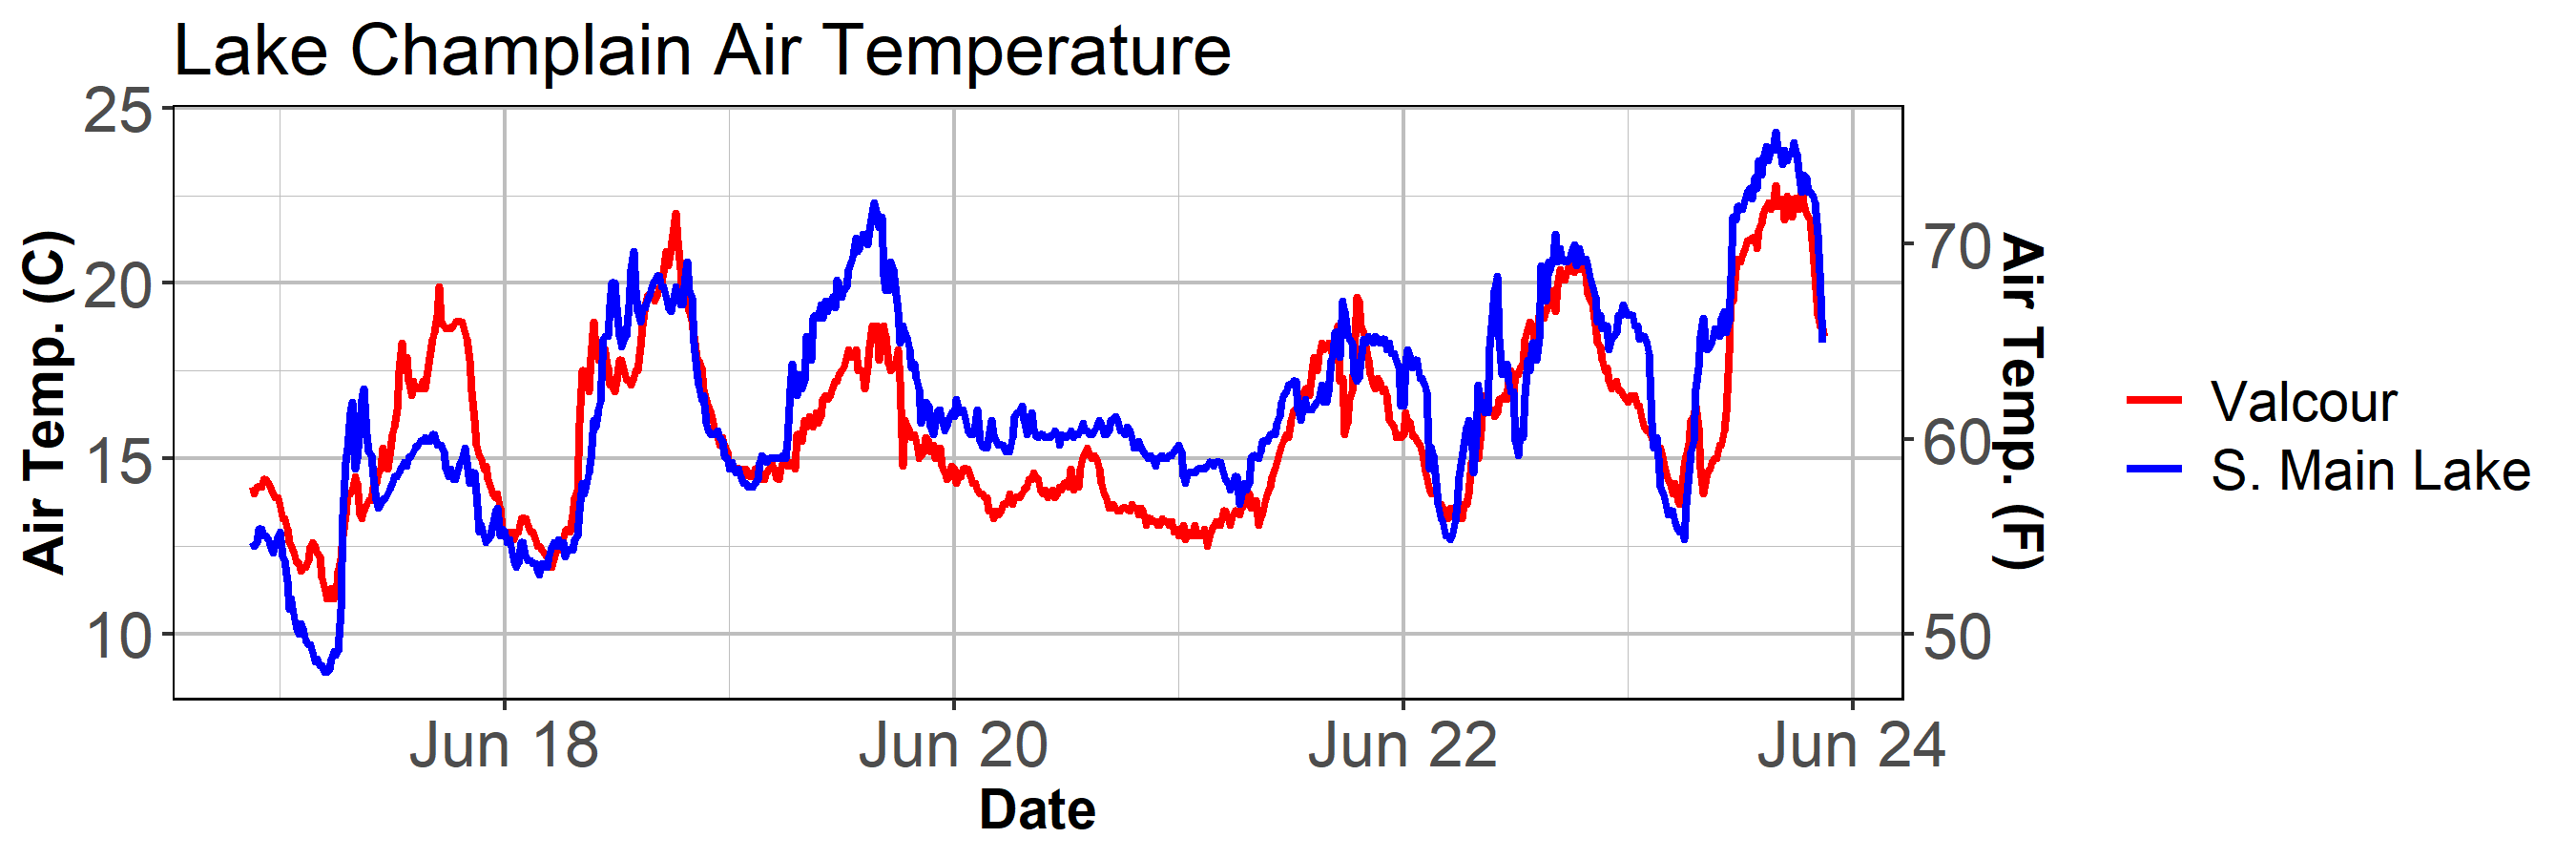 Lake Champlain Air Temperature
25
20
15
10
Air Temp. (C)
70
60
50
Air Temp. (F)
Jun 18
Jun 20
Jun 22
Jun 24
Date
Valcour
S. Main Lake